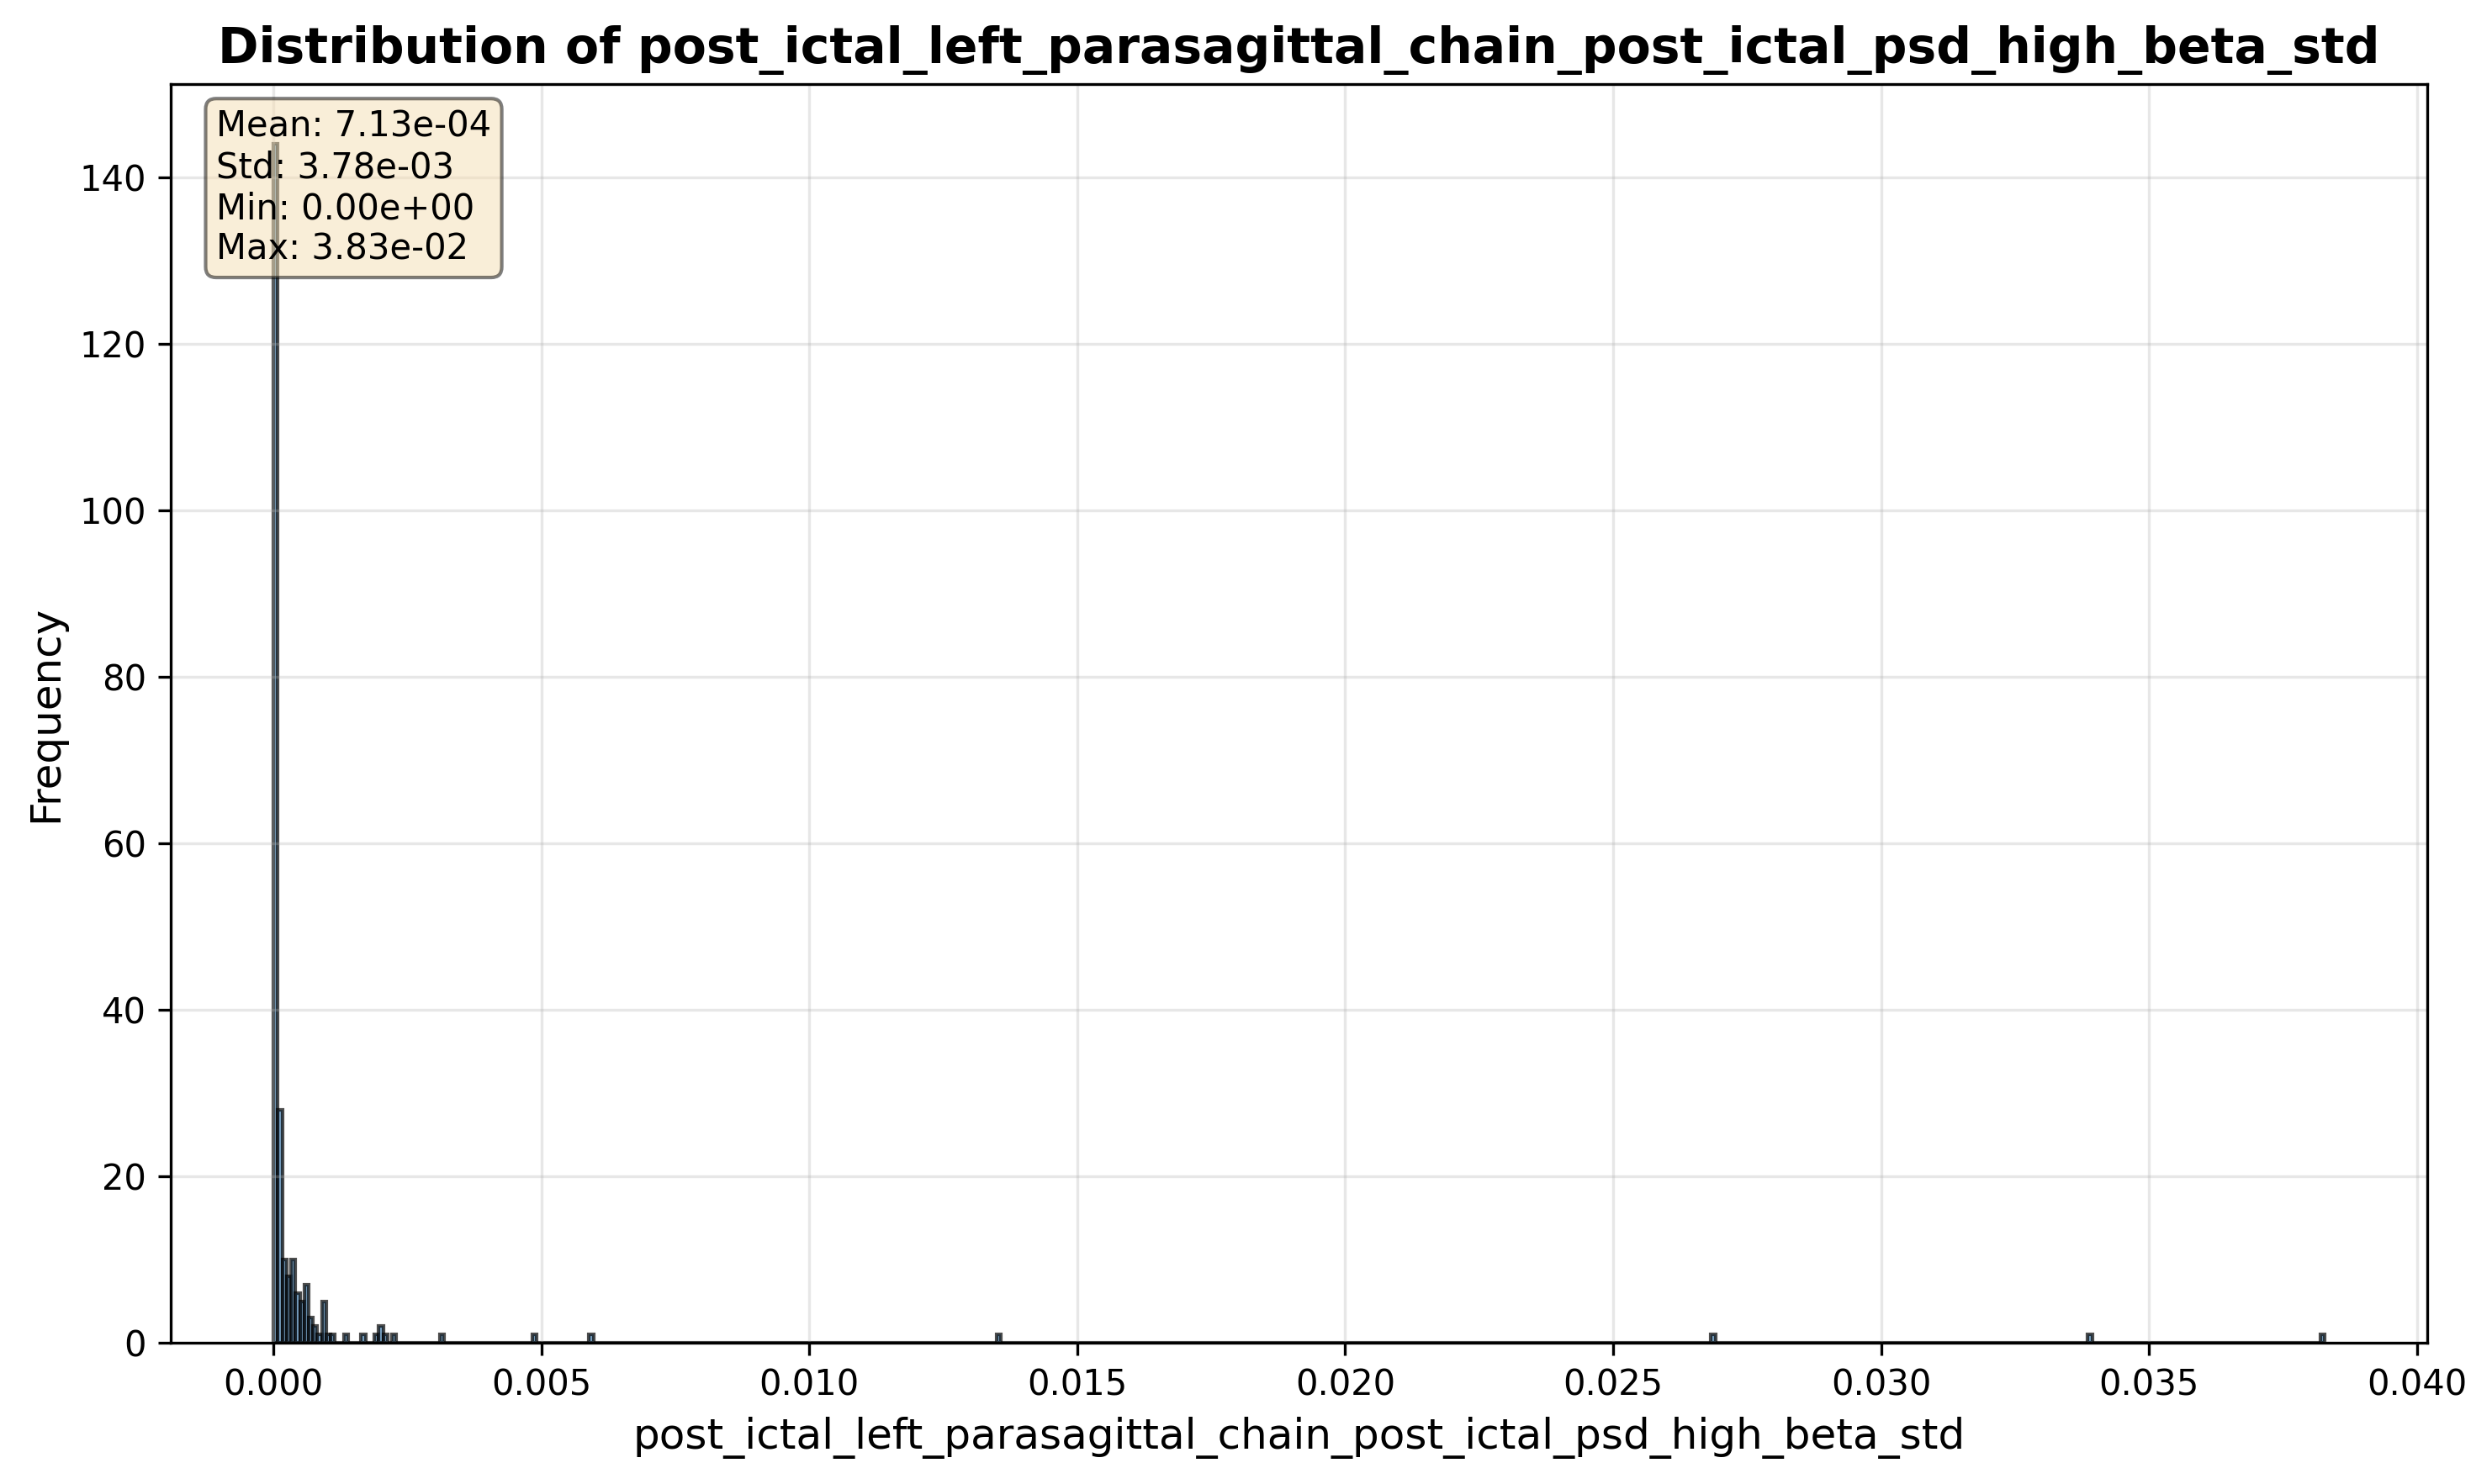 Distribution of post_ictal_left_parasagittal_chain_post_ictal_psd_high_beta_std
Mean: 7.13e-04
Std: 3.78e-03
Min: 0.00e+00
Max: 3.83e-02
Frequency
140
120
100
80
60
40
20
0
0.000 0.005 0.010 0.015 0.020 0.025 0.030 0.035 0.040
post_ictal_left_parasagittal_chain_post_ictal_psd_high_beta_std